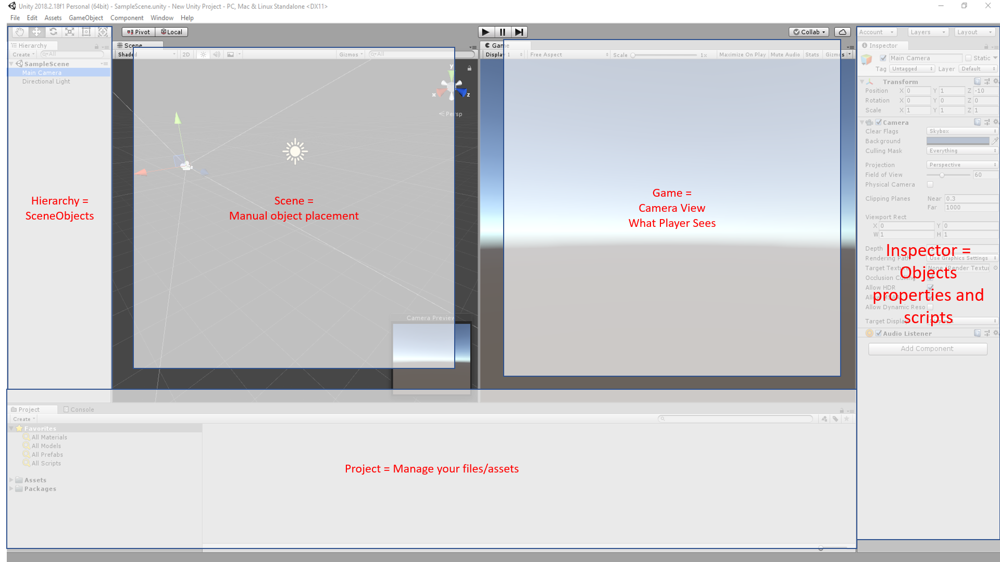 Unity 2018.2.18f1 Personal (64bit) - SampleScene.unity - New Unity Project - PC, Mac & Linux Standalone <DX11>
File Edit Assets GameObject Component Window Help
Pivot Local Collab Account Layers Layout
Hierarchy
Create All
SampleScene
Main Camera
Directional Light
Hierarchy =
SceneObjects
Scene
Shaded 2D Gizmos All
y
x z
Persp
Scene =
Manual object placement
Camera Preview
Game
Display 1 Free Aspect Scale 1x Maximize On Play Mute Audio Stats Gizmos
Game =
Camera View
What Player Sees
Inspector
Main Camera Static
Tag Untagged Layer Default
Transform
Position X 0 Y 1 Z -10
Rotation X 0 Y 0 Z 0
Scale X 1 Y 1 Z 1
Camera
Clear Flags Skybox
Background
Culling Mask Everything
Projection Perspective
Field of View 60
Physical Camera
Clipping Planes Near 0.3
Far 1000
Viewport Rect
X 0 Y 0
W 1 H 1
Depth
Rendering Path Use Graphics Settings
Target Texture None (Render Textur
Occlusion Culling
Allow HDR
Allow MSAA
Allow Dynamic Reso
Target Display
Inspector =
Objects
properties and
scripts
Audio Listener
Add Component
Project Console
Create
Favorites
All Materials
All Models
All Prefabs
All Scripts
Assets
Packages
Project = Manage your files/assets